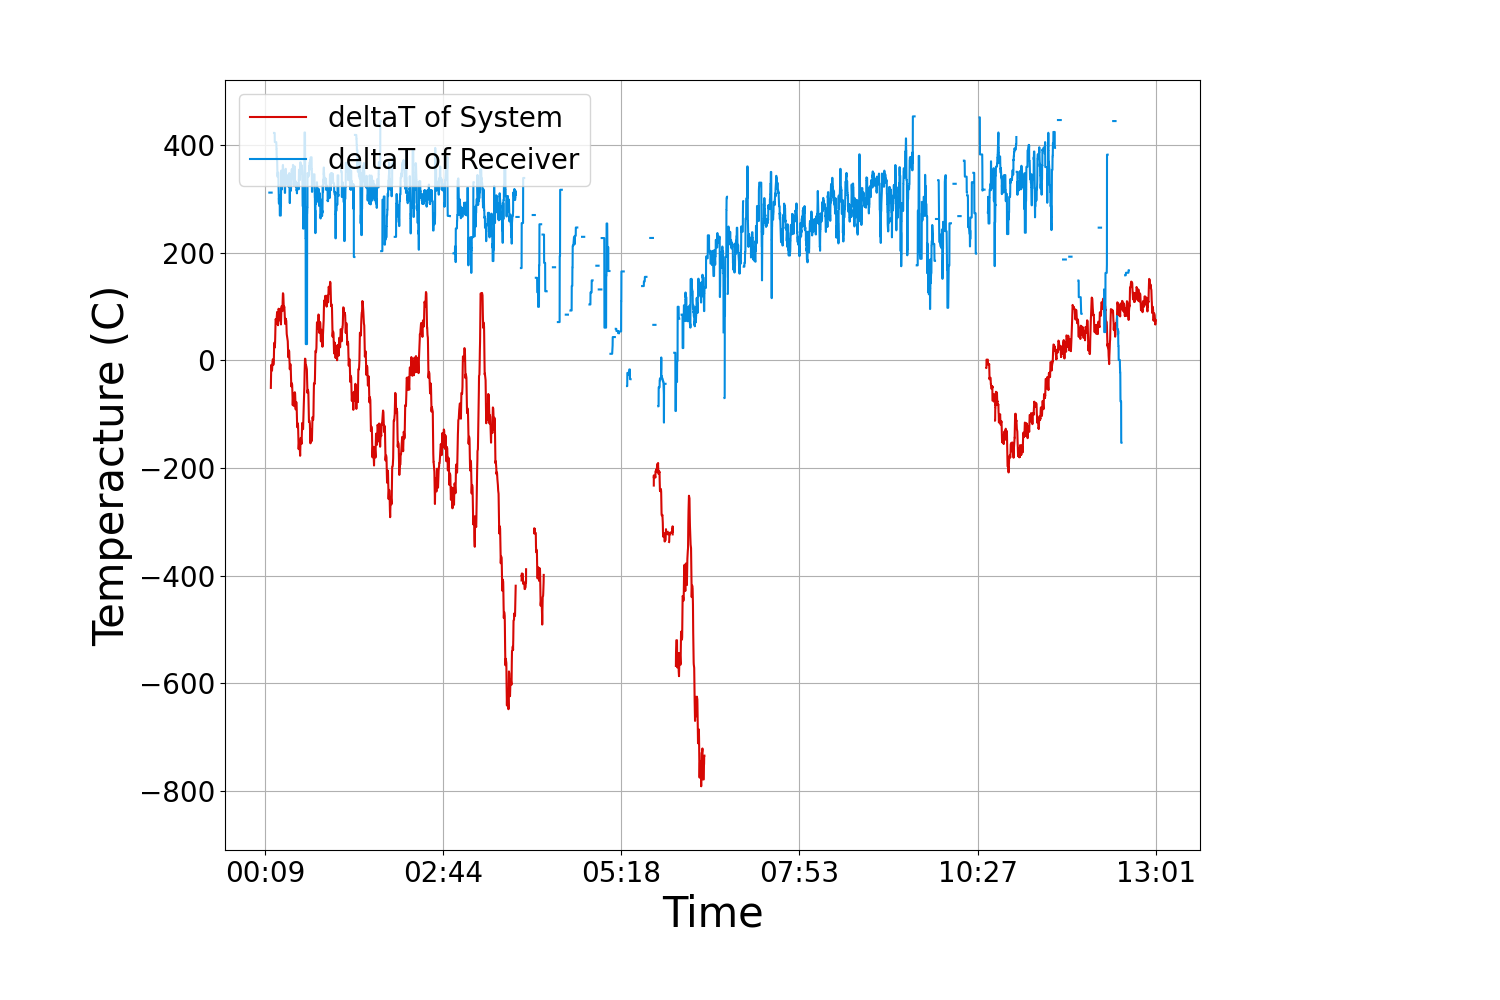 deltaT of System
deltaT of Receiver
400
200
0
−200
−400
−600
−800
Temperacture (C)
00:09 02:44 05:18 07:53 10:27 13:01
Time